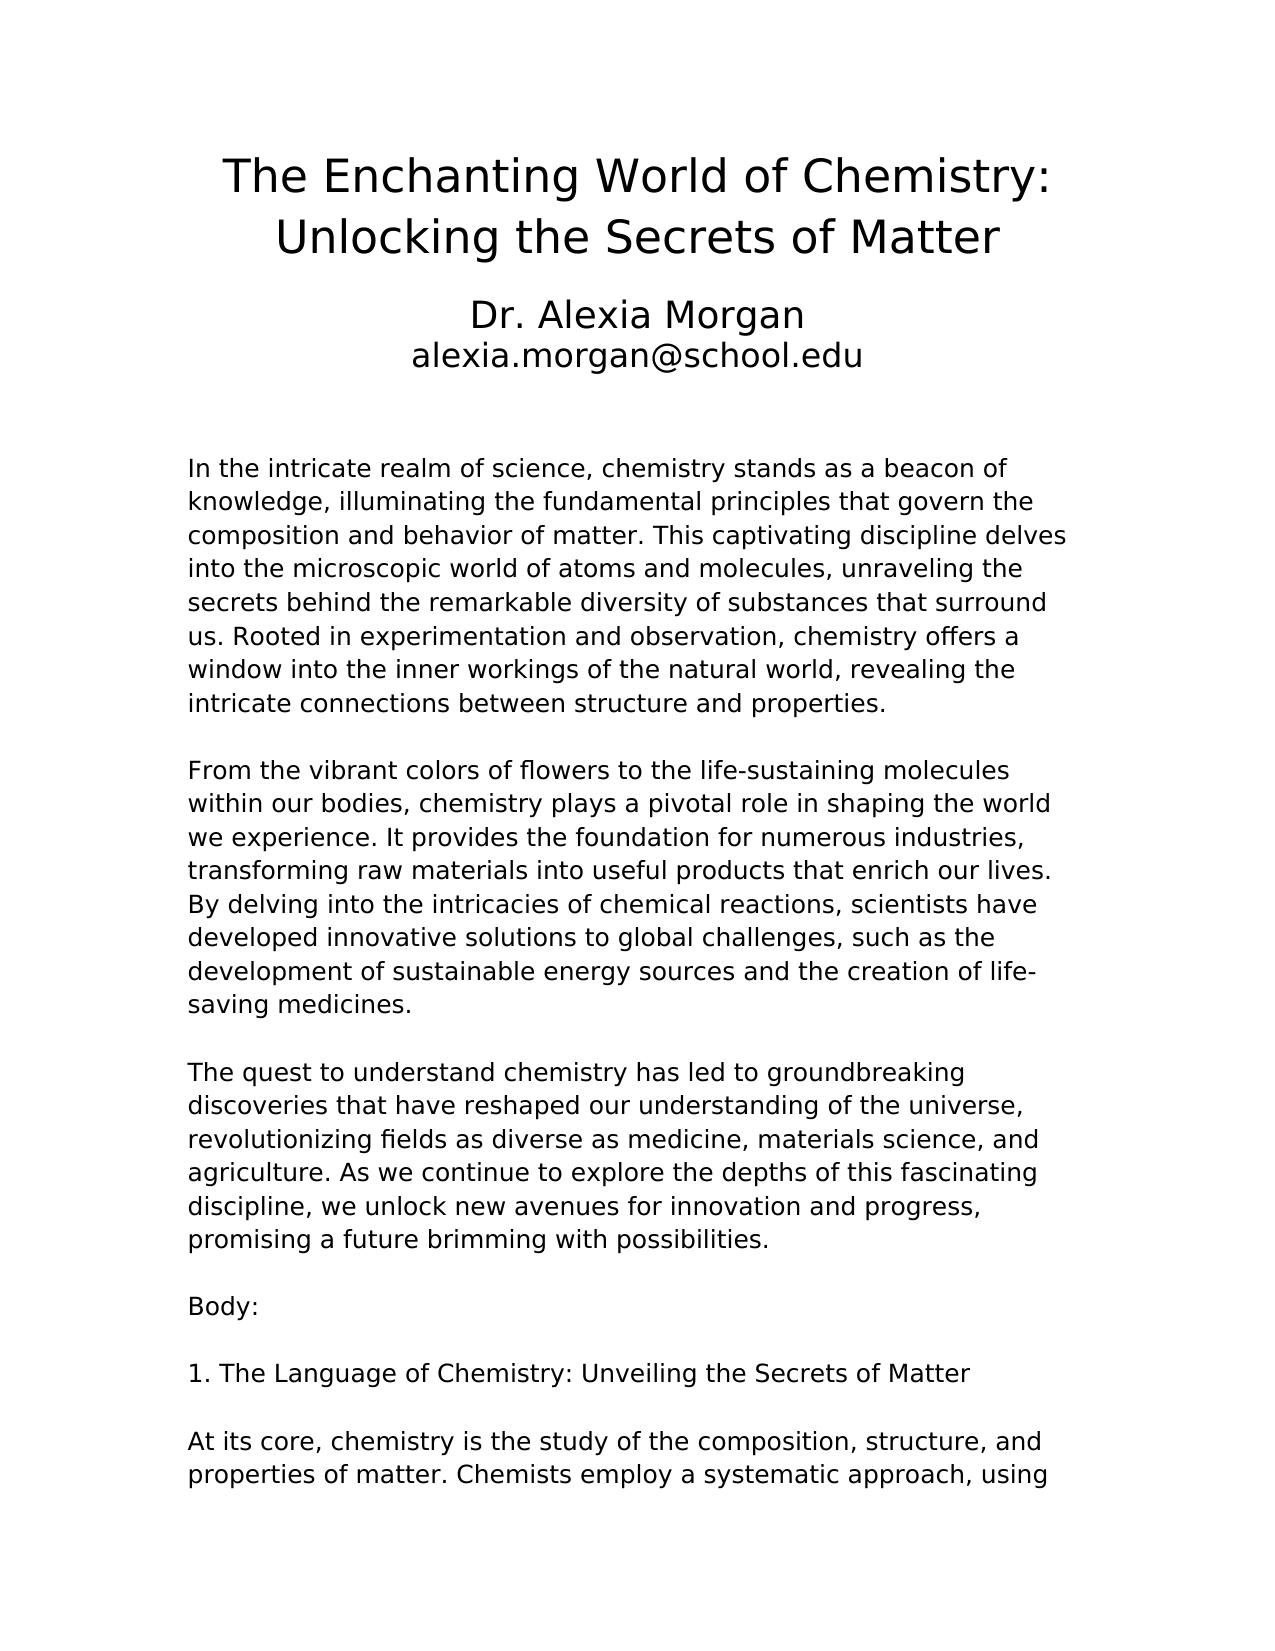 The Enchanting World of Chemistry:
Unlocking the Secrets of Matter
Dr. Alexia Morgan
alexia.morgan@school.edu
In the intricate realm of science, chemistry stands as a beacon of
knowledge, illuminating the fundamental principles that govern the
composition and behavior of matter. This captivating discipline delves
into the microscopic world of atoms and molecules, unraveling the
secrets behind the remarkable diversity of substances that surround
us. Rooted in experimentation and observation, chemistry offers a
window into the inner workings of the natural world, revealing the
intricate connections between structure and properties.
From the vibrant colors of flowers to the life-sustaining molecules
within our bodies, chemistry plays a pivotal role in shaping the world
we experience. It provides the foundation for numerous industries,
transforming raw materials into useful products that enrich our lives.
By delving into the intricacies of chemical reactions, scientists have
developed innovative solutions to global challenges, such as the
development of sustainable energy sources and the creation of life-
saving medicines.
The quest to understand chemistry has led to groundbreaking
discoveries that have reshaped our understanding of the universe,
revolutionizing fields as diverse as medicine, materials science, and
agriculture. As we continue to explore the depths of this fascinating
discipline, we unlock new avenues for innovation and progress,
promising a future brimming with possibilities.
Body:
1. The Language of Chemistry: Unveiling the Secrets of Matter
At its core, chemistry is the study of the composition, structure, and
properties of matter. Chemists employ a systematic approach, using